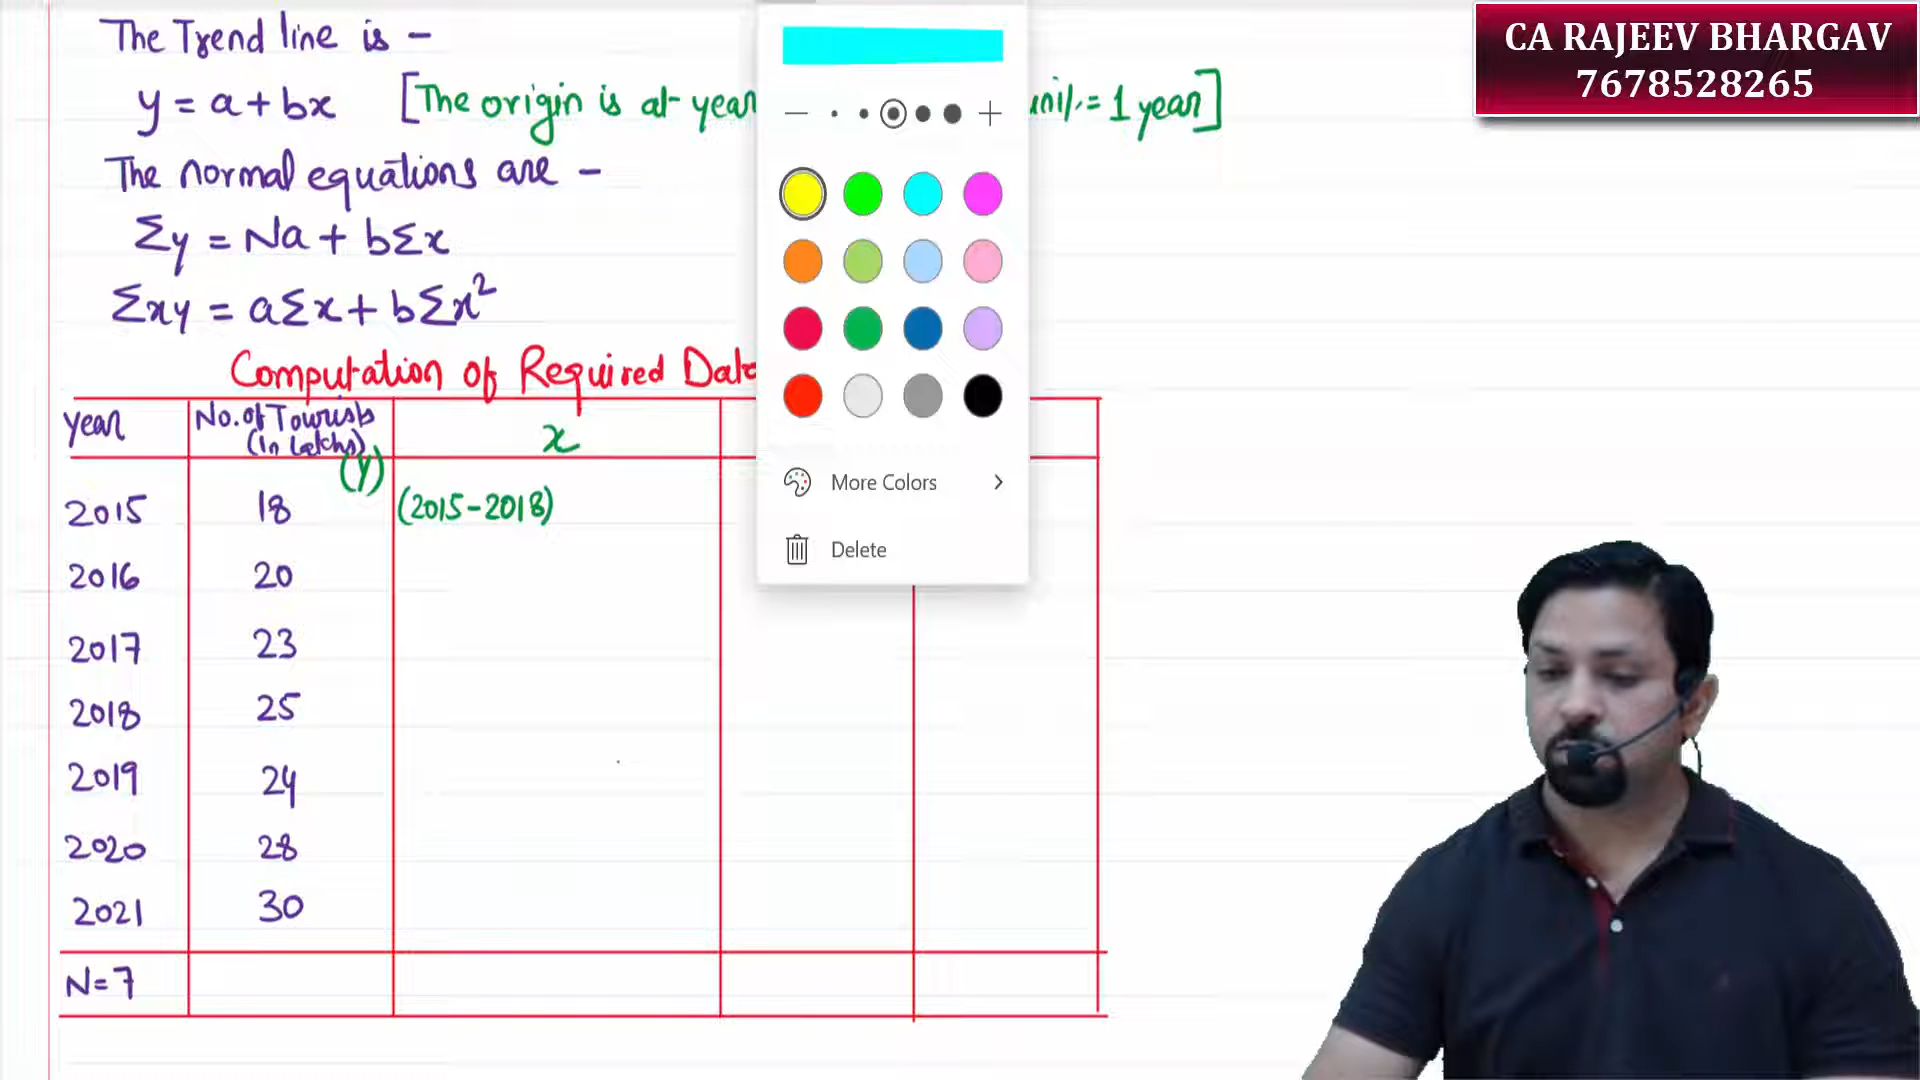 The Trend line is -
y = a + bx [The origin is at year unit = 1 year]
The normal equations are -
Σy = Na + bΣx
Σxy = aΣx + bΣx²
Computation of Required Data
year No. of Tourists (In Lakhs) (y) x
2015 18 (2015-2018)
2016 20
2017 23
2018 25
2019 24
2020 28
2021 30
N=7
More Colors
Delete
CA RAJEEV BHARGAV
7678528265